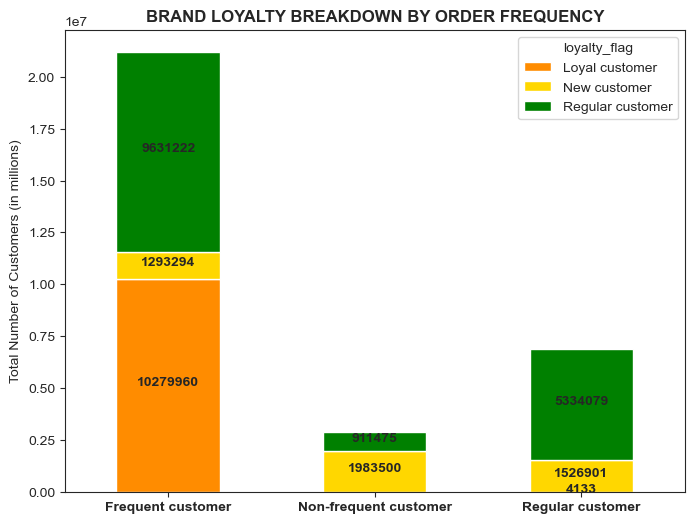 BRAND LOYALTY BREAKDOWN BY ORDER FREQUENCY
1e7
loyalty_flag
Loyal customer
New customer
Regular customer
Total Number of Customers (in millions)
2.00
1.75
1.50
1.25
1.00
0.75
0.50
0.25
0.00
9631222
1293294
10279960
911475
1983500
5334079
1526901
4133
Frequent customer
Non-frequent customer
Regular customer